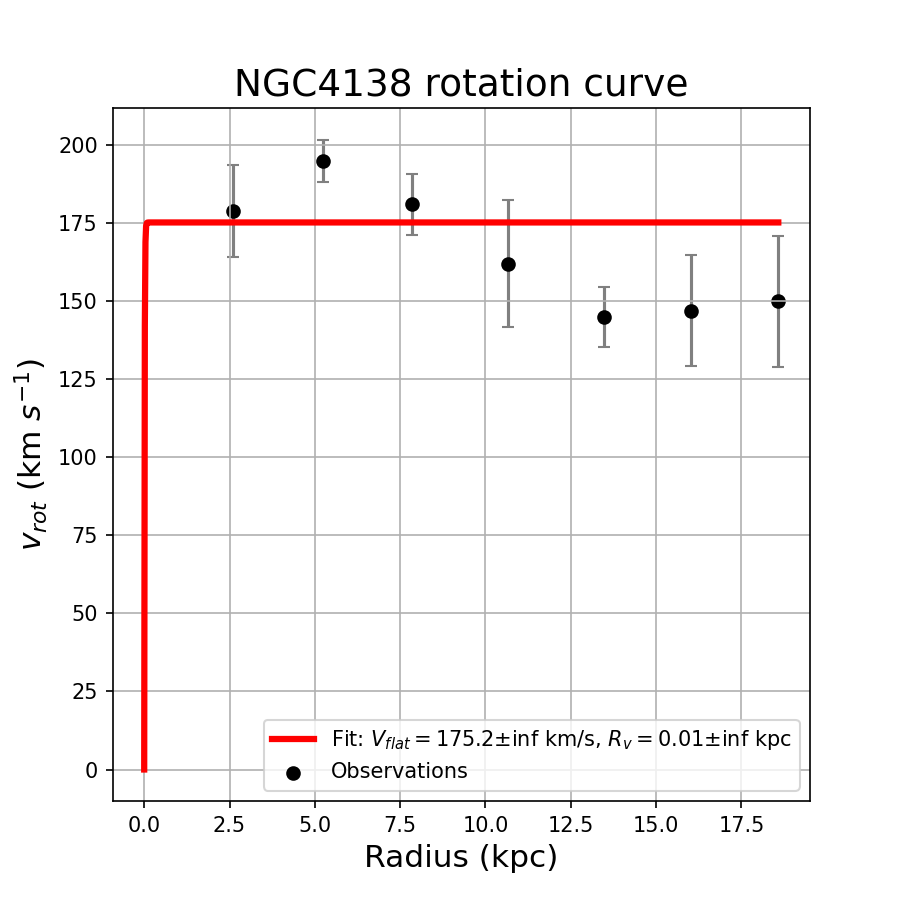 NGC4138 rotation curve
200
175
150
125
100
75
50
25
0
v_rot (km s⁻¹)
Fit: V_flat = 175.2±inf km/s, R_v = 0.01±inf kpc
Observations
0.0 2.5 5.0 7.5 10.0 12.5 15.0 17.5
Radius (kpc)